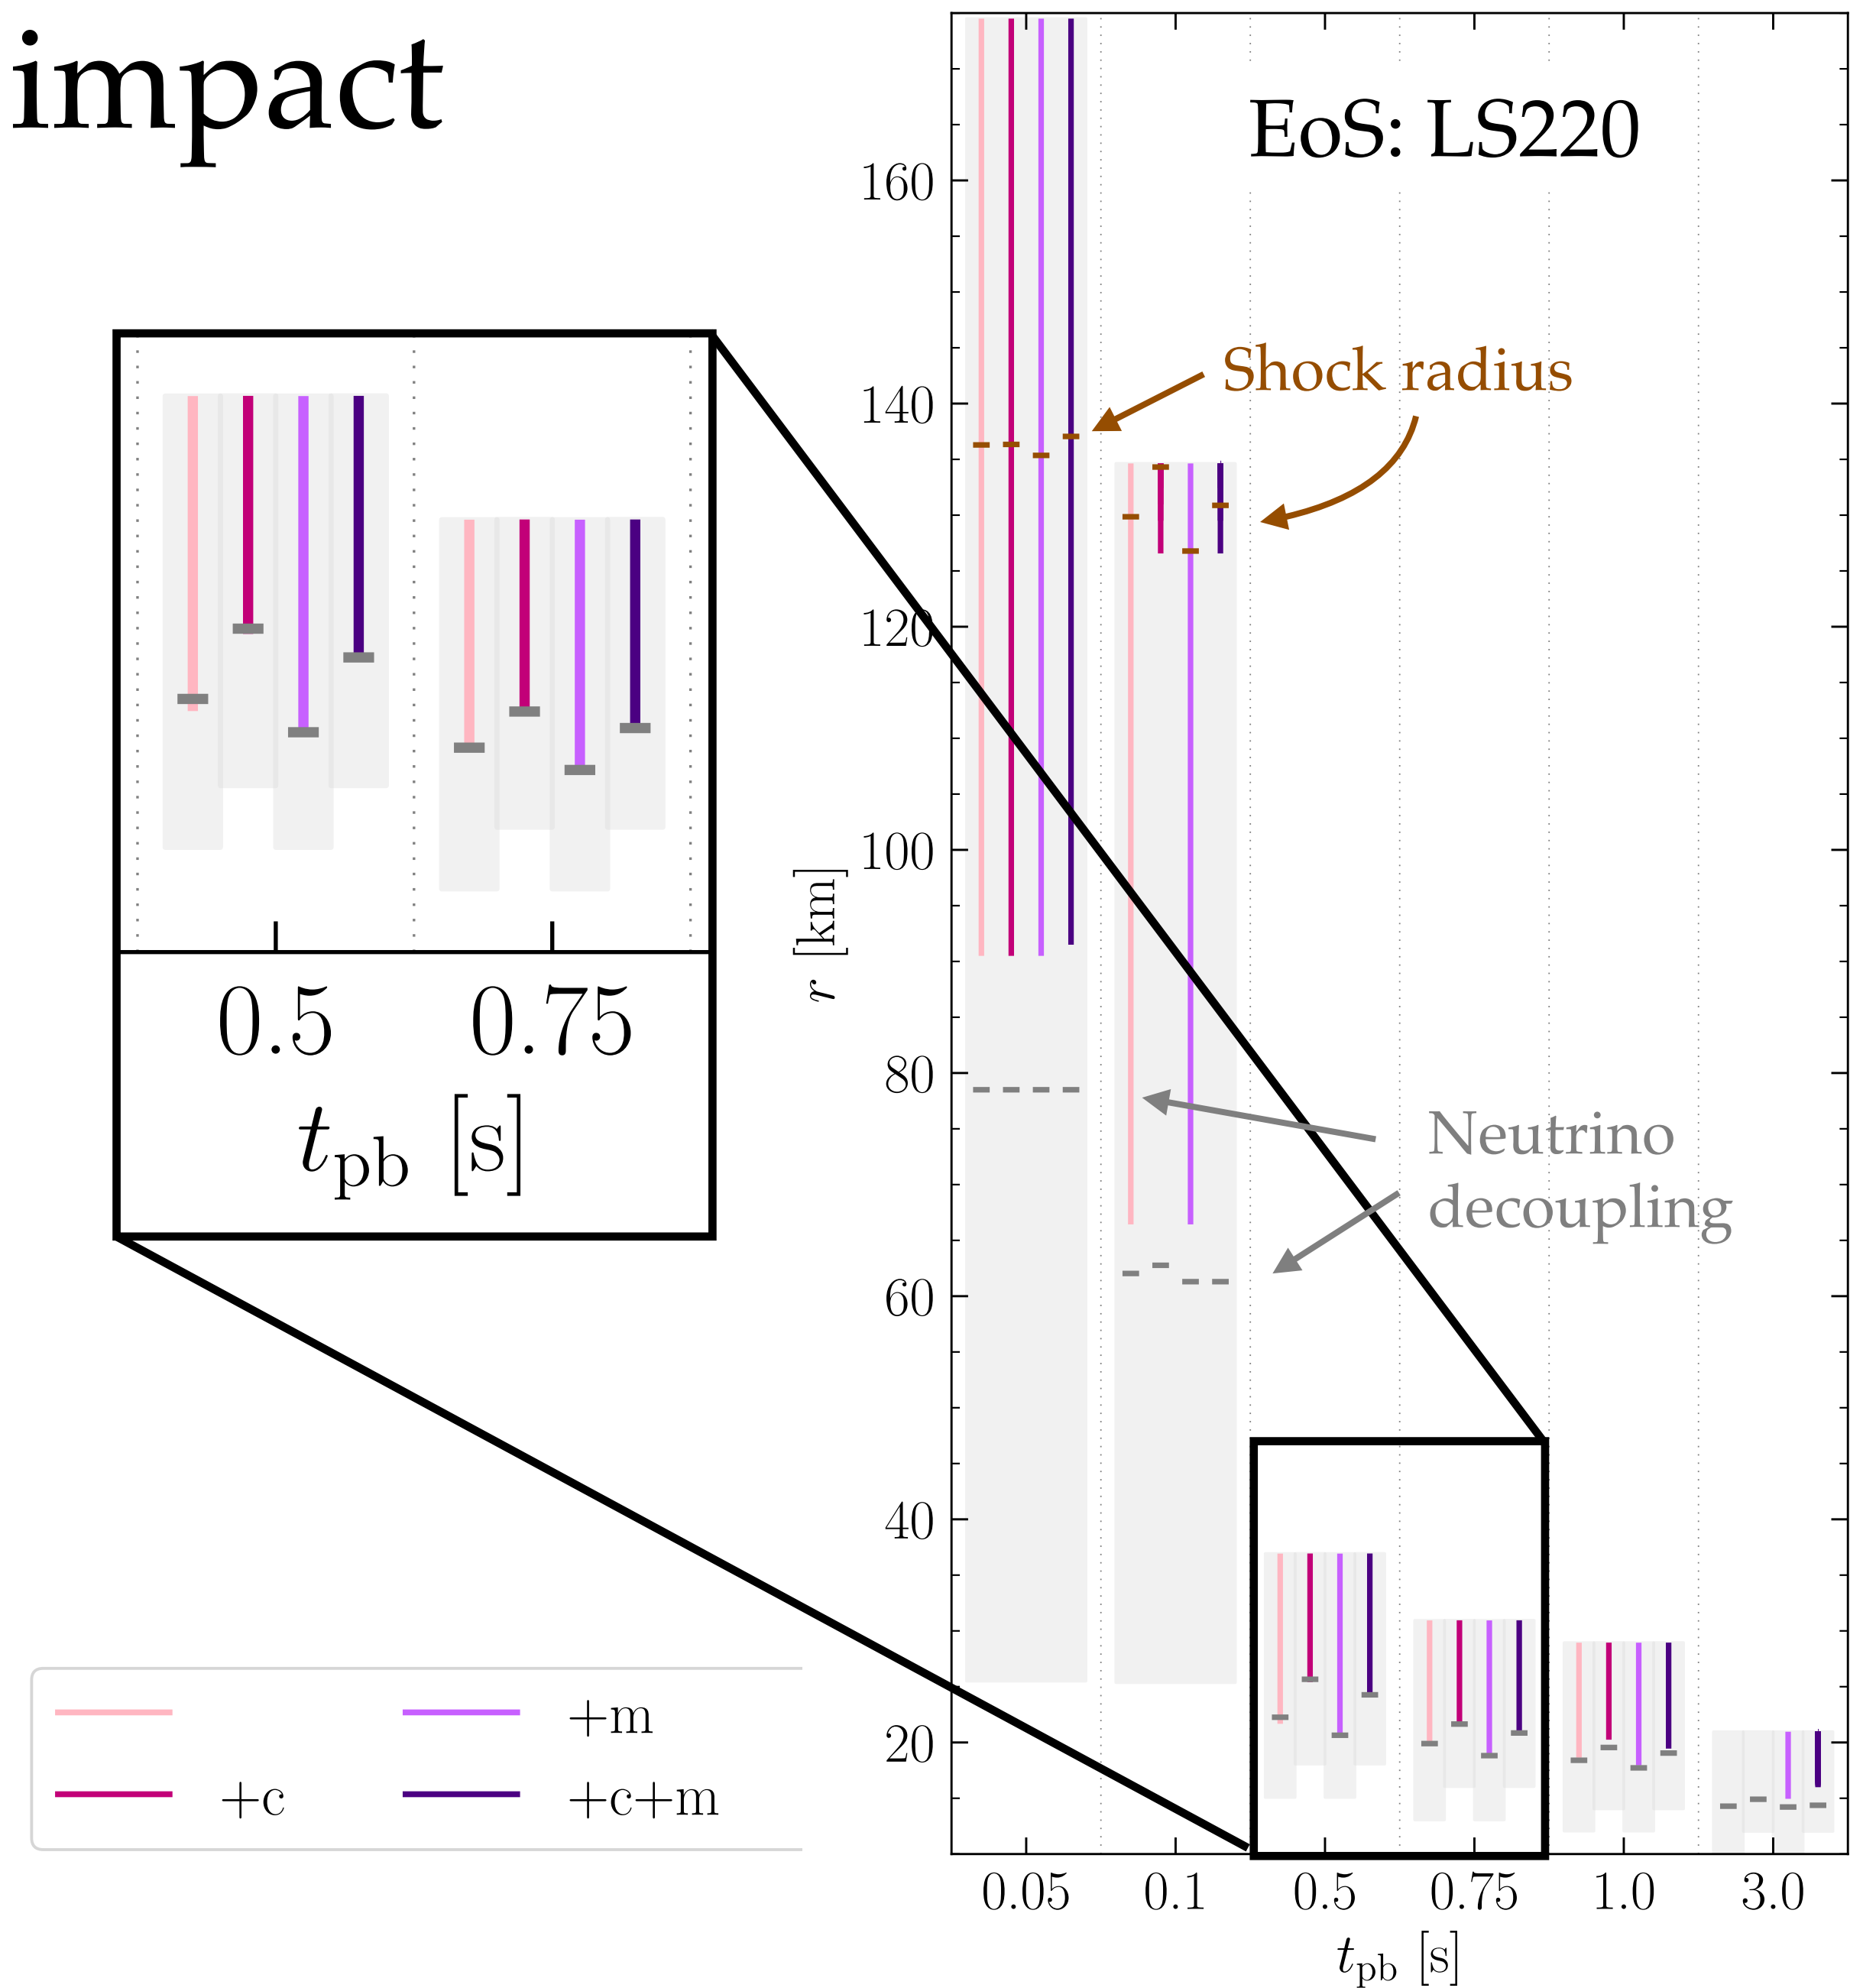 impact
EoS: LS220
160
140
120
100
80
60
40
20
r [km]
Shock radius
Neutrino
decoupling
0.5 0.75
t_pb [s]
+m
+c +c+m
0.05 0.1 0.5 0.75 1.0 3.0
t_pb [s]